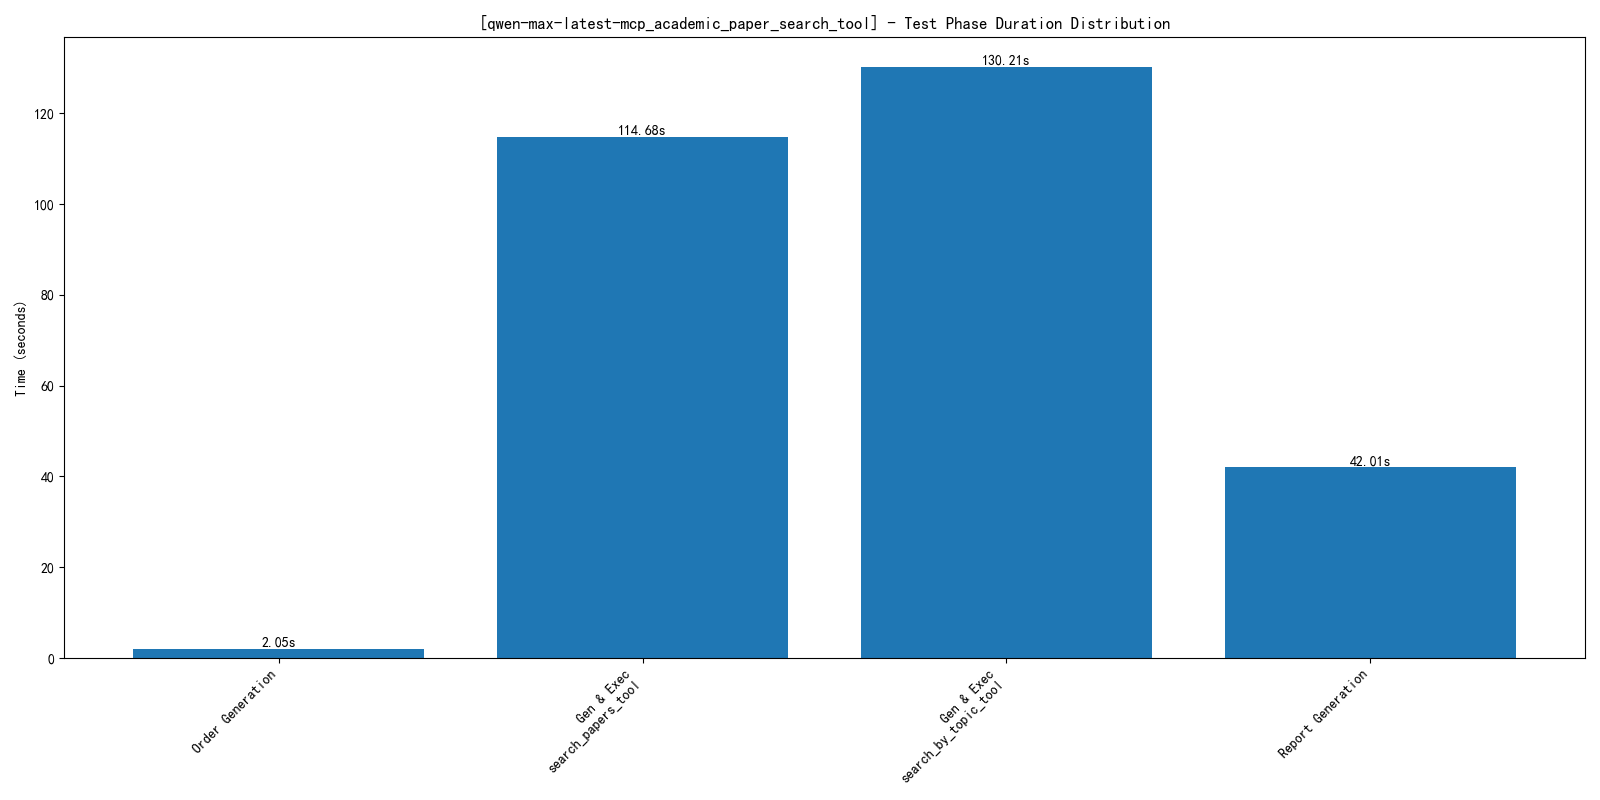 [qwen-max-latest-mcp_academic_paper_search_tool] - Test Phase Duration Distribution
130.21s
114.68s
42.01s
2.05s
120
100
80
60
40
20
0
Time (seconds)
Order Generation
Gen & Exec
search_papers_tool
Gen & Exec
search_by_topic_tool
Report Generation